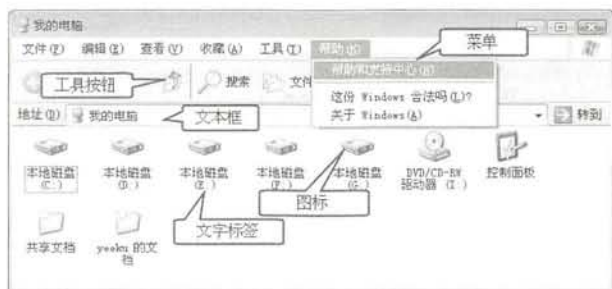 我的电脑
文件(F) 编辑(E) 查看(V) 收藏(A) 工具(T) 帮助(H)
菜单
帮助和支持中心(H)
工具按钮
搜索
文件
这份 Windows 合法吗(L)?
关于 Windows(A)
地址(D) 我的电脑
文本框
转到
本地磁盘 (C:)
本地磁盘 (D:)
本地磁盘 (E:)
本地磁盘 (F:)
本地磁盘 (G:)
DVD/CD-RW 驱动器 (I:)
控制面板
图标
文字标签
共享文档
yeeku 的文档